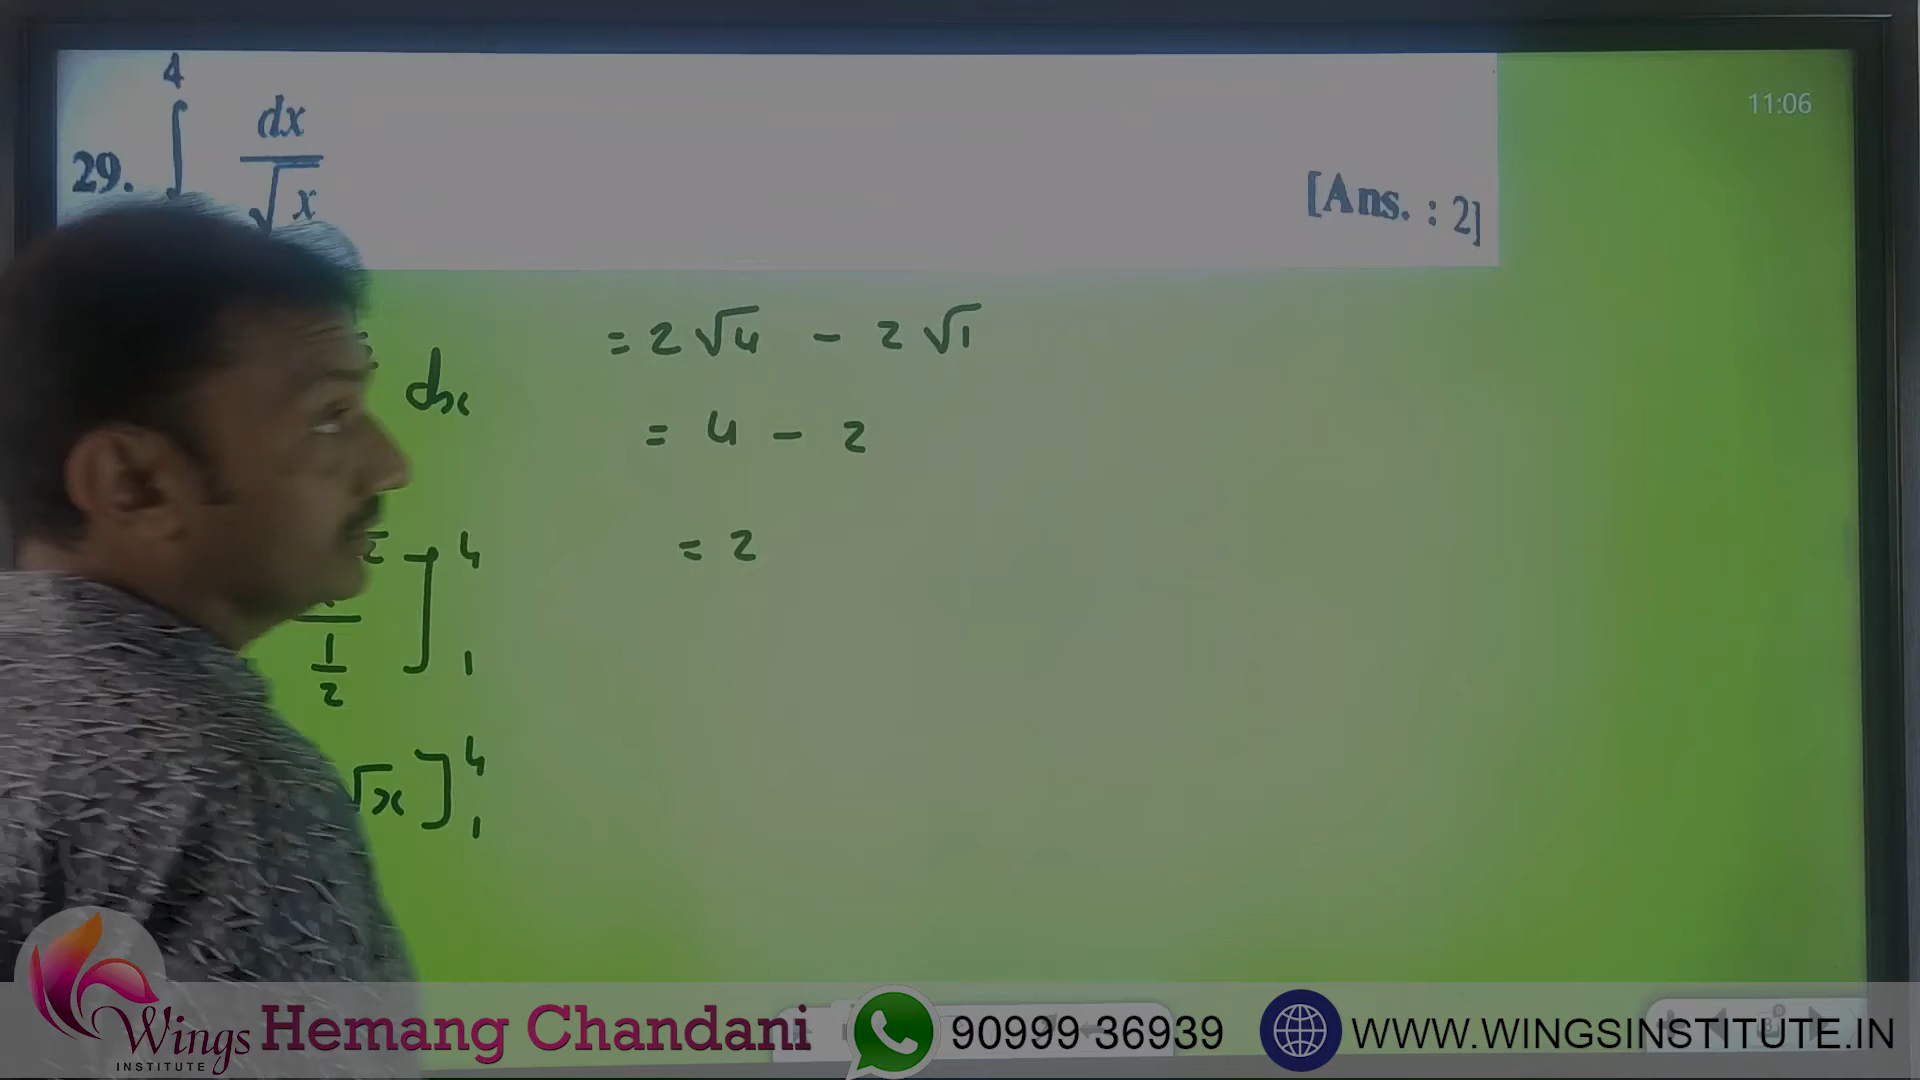 11:06
4
29. ∫ dx/√x [Ans. : 2]
dx
= 2√4 - 2√1
= 4 - 2
= 2
1/2 ] 4 1
√x ] 4 1
Wings INSTITUTE Hemang Chandani 90999 36939 WWW.WINGSINSTITUTE.IN